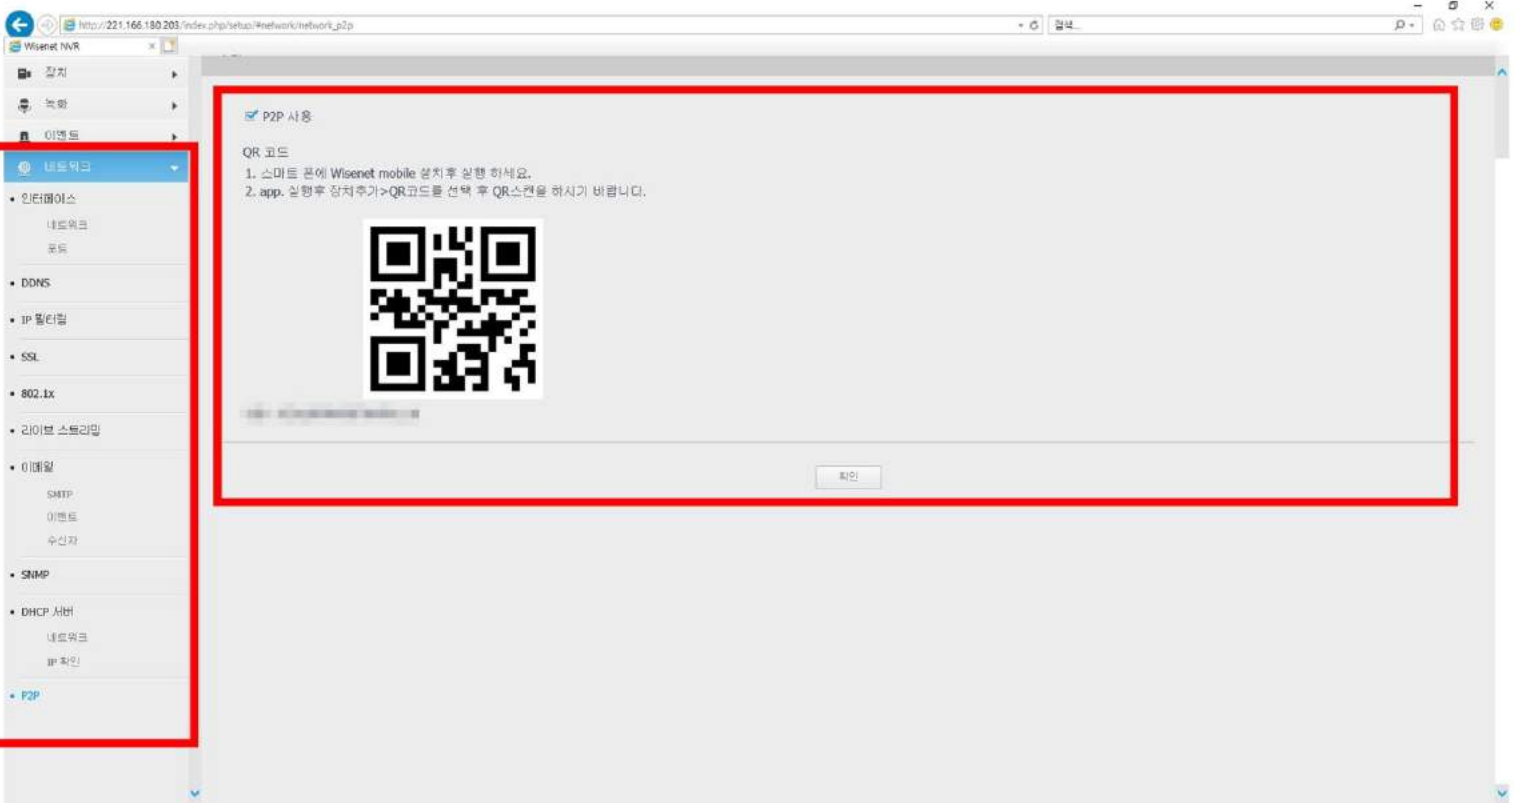 http://221.166.180.203/index.php/setup/#network/network_p2p
검색...
Wisenet NVR
장치
녹화
이벤트
네트워크
인터페이스
네트워크
포트
DDNS
IP 필터링
SSL
802.1x
라이브 스트리밍
이메일
SMTP
이벤트
수신자
SNMP
DHCP 서버
네트워크
IP 확인
P2P
P2P 사용
QR 코드
1. 스마트 폰에 Wisenet mobile 설치후 실행 하세요.
2. app. 실행후 장치추가>QR코드를 선택 후 QR스캔을 하시기 바랍니다.
확인